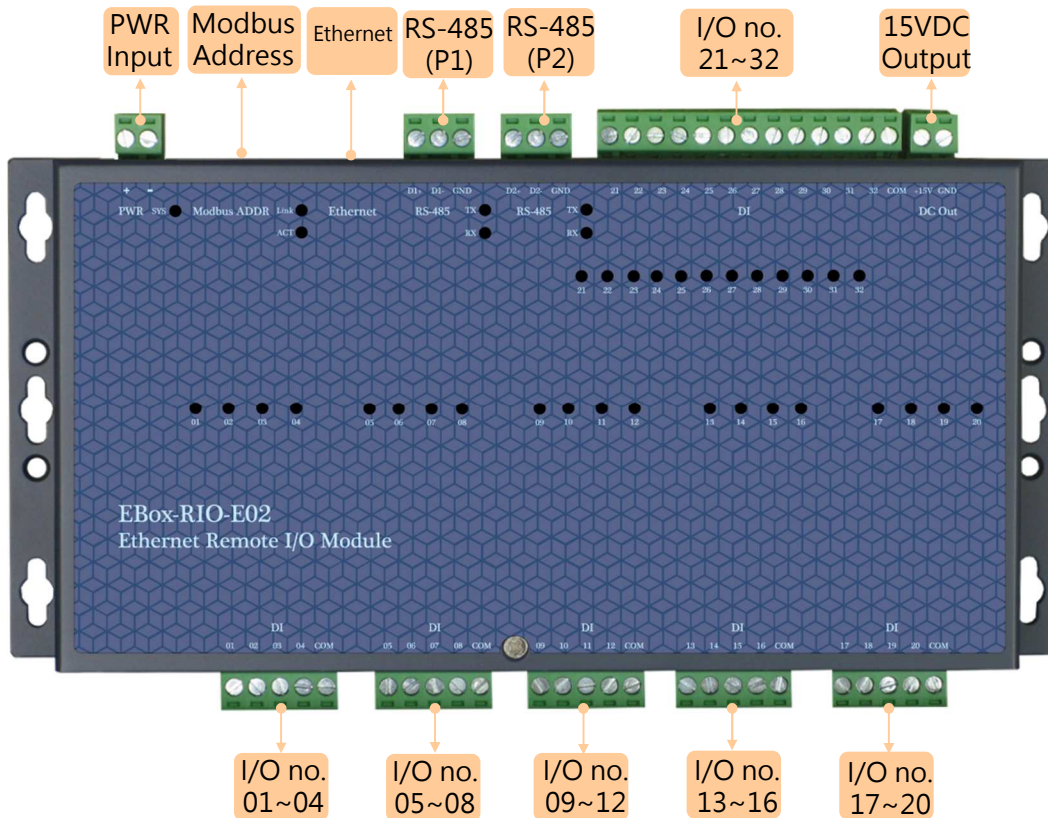 PWR
Input
Modbus
Address
Ethernet
RS-485
(P1)
RS-485
(P2)
I/O no.
21~32
15VDC
Output
+ -
D1+ D1- GND
D2+ D2- GND
21 22 23 24 25 26 27 28 29 30 31 32 COM
+15V GND
PWR SYS
Modbus ADDR Link
ACT
Ethernet
RS-485 TX
RX
RS-485 TX
RX
DI
DC Out
21 22 23 24 25 26 27 28 29 30 31 32
01 02 03 04
05 06 07 08
09 10 11 12
13 14 15 16
17 18 19 20
EBox-RIO-E02
Ethernet Remote I/O Module
DI
01 02 03 04 COM
DI
05 06 07 08 COM
DI
09 10 11 12 COM
DI
13 14 15 16 COM
DI
17 18 19 20 COM
I/O no.
01~04
I/O no.
05~08
I/O no.
09~12
I/O no.
13~16
I/O no.
17~20